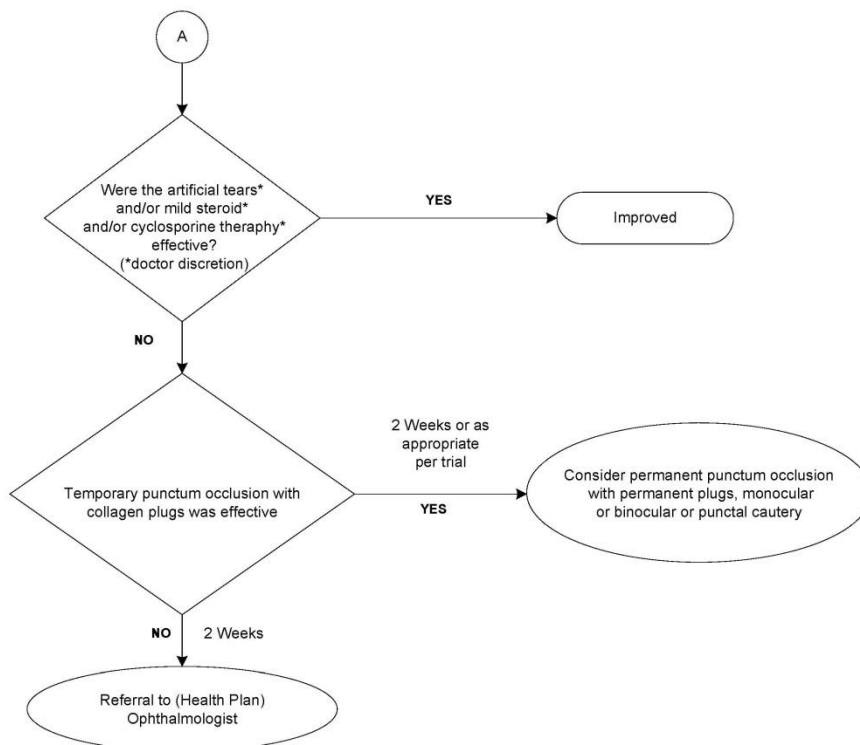 A
Were the artificial tears*
and/or mild steroid*
and/or cyclosporine theraphy*
effective?
(*doctor discretion)
YES
Improved
NO
Temporary punctum occlusion with
collagen plugs was effective
2 Weeks or as
appropriate
per trial
YES
Consider permanent punctum occlusion
with permanent plugs, monocular
or binocular or punctal cautery
NO 2 Weeks
Referral to (Health Plan)
Ophthalmologist